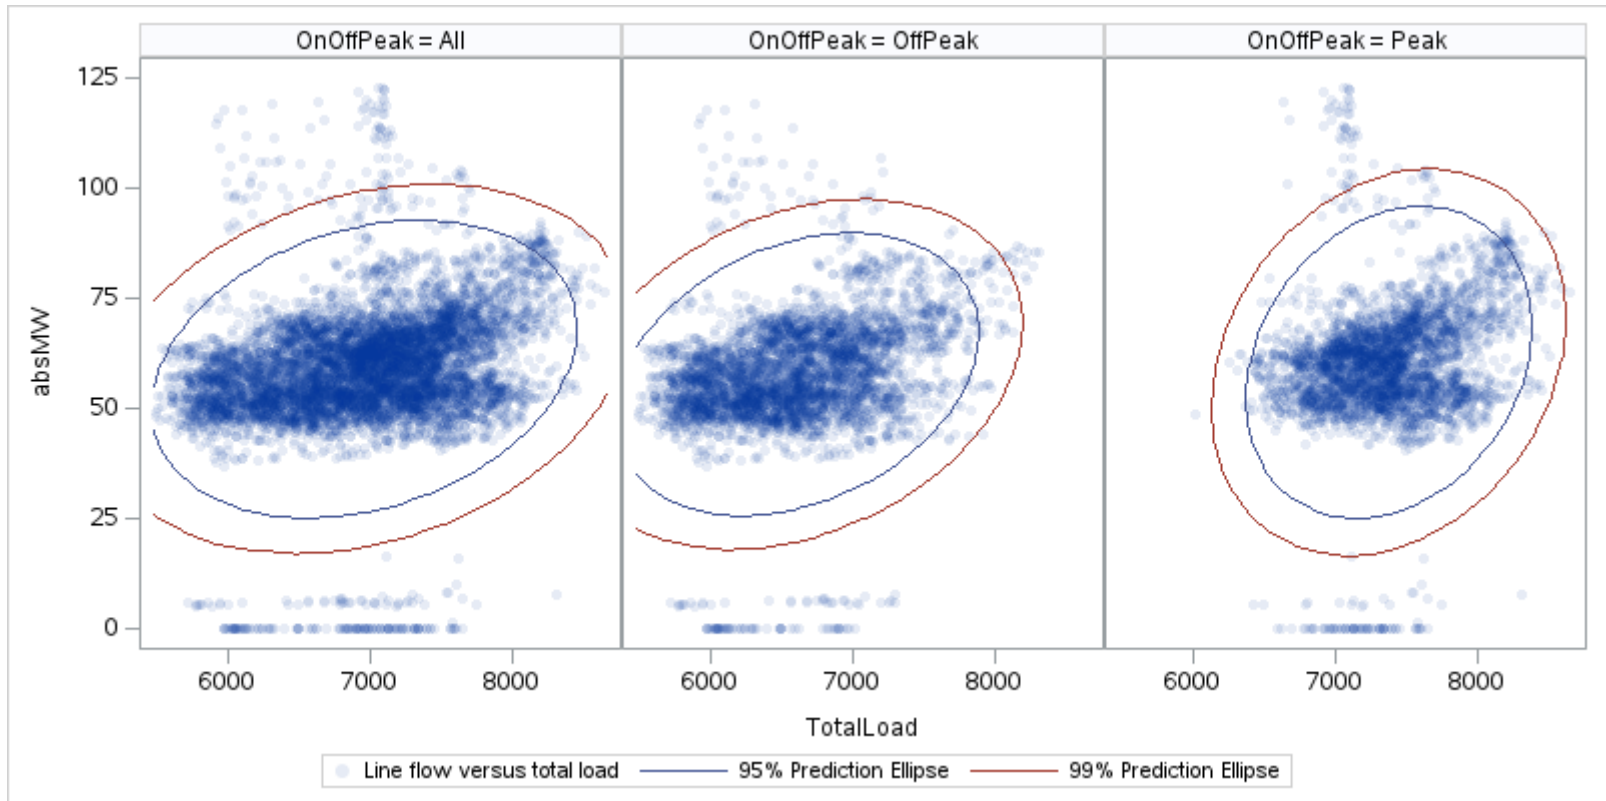 OnOffPeak = All OnOffPeak = OffPeak OnOffPeak = Peak
125
100
75
50
25
0
absMW
6000 7000 8000 6000 7000 8000 6000 7000 8000
TotalLoad
Line flow versus total load 95% Prediction Ellipse 99% Prediction Ellipse